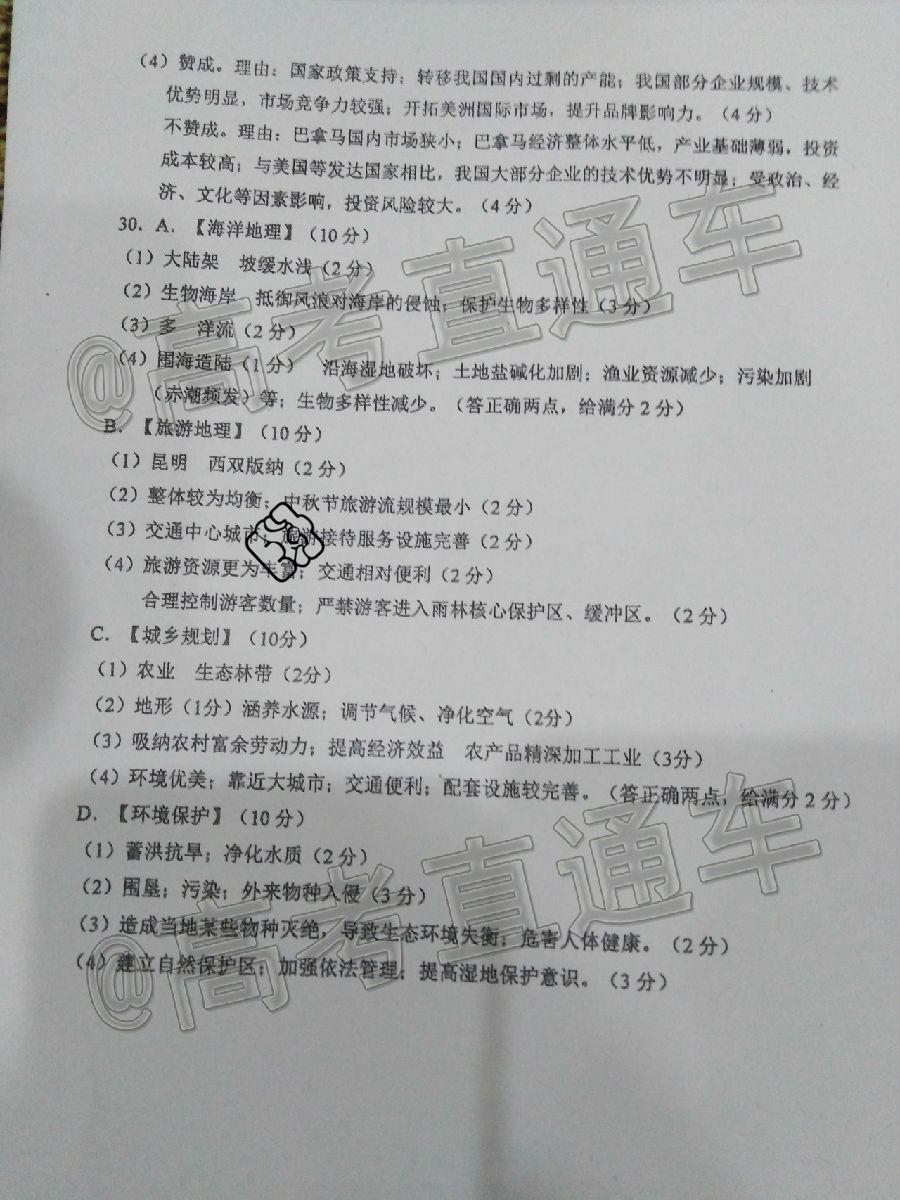 (4) 赞成。理由：国家政策支持；转移我国国内过剩的产能；我国部分企业规模、技术
优势明显，市场竞争力较强；开拓美洲国际市场，提升品牌影响力。（4 分）
不赞成。理由：巴拿马国内市场狭小；巴拿马经济整体水平低，产业基础薄弱，投资
成本较高；与美国等发达国家相比，我国大部分企业的技术优势不明显；受政治、经
济、文化等因素影响，投资风险较大。（4 分）
30. A. 【海洋地理】（10 分）
(1) 大陆架　坡缓水浅（2 分）
(2) 生物海岸　抵御风浪对海岸的侵蚀；保护生物多样性（3 分）
(3) 多　洋流（2 分）
(4) 围海造陆（1 分）　沿海湿地破坏；土地盐碱化加剧；渔业资源减少；污染加剧
（赤潮频发）等；生物多样性减少。（答正确两点，给满分 2 分）
B. 【旅游地理】（10 分）
(1) 昆明　西双版纳（2 分）
(2) 整体较为均衡；中秋节旅游流规模最小（2 分）
(3) 交通中心城市；旅游接待服务设施完善（2 分）
(4) 旅游资源更为丰富；交通相对便利（2 分）
合理控制游客数量；严禁游客进入雨林核心保护区、缓冲区。（2 分）
C. 【城乡规划】（10分）
(1) 农业　生态林带（2分）
(2) 地形（1分）涵养水源；调节气候、净化空气（2分）
(3) 吸纳农村富余劳动力；提高经济效益　农产品精深加工工业（3分）
(4) 环境优美；靠近大城市；交通便利；配套设施较完善。（答正确两点，给满分 2 分）
D. 【环境保护】（10 分）
(1) 蓄洪抗旱；净化水质（2 分）
(2) 围垦；污染；外来物种入侵（3 分）
(3) 造成当地某些物种灭绝，导致生态环境失衡；危害人体健康。（2 分）
(4) 建立自然保护区；加强依法管理；提高湿地保护意识。（3 分）
@高考直通车
@高考直通车